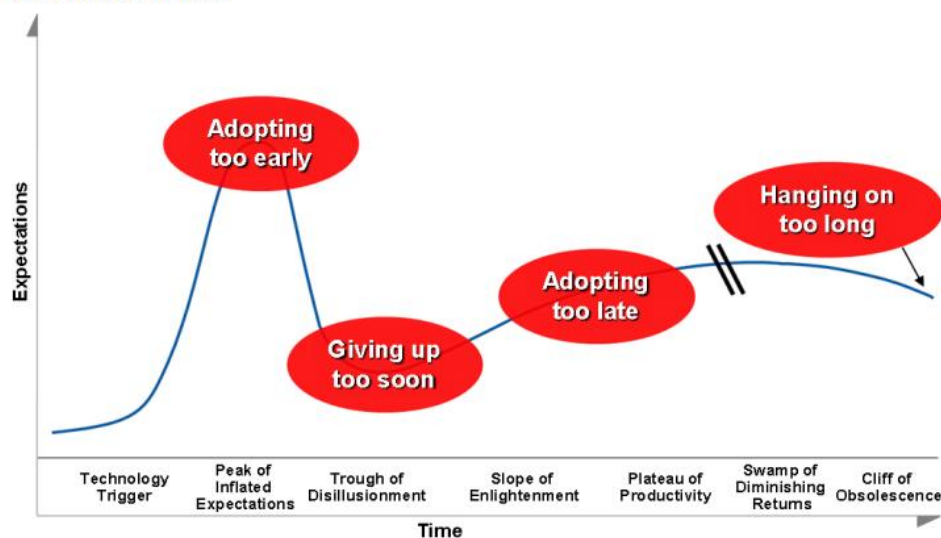 Expectations
Adopting
too early
Giving up
too soon
Adopting
too late
Hanging on
too long
Technology
Trigger
Peak of
Inflated
Expectations
Trough of
Disillusionment
Slope of
Enlightenment
Plateau of
Productivity
Swamp of
Diminishing
Returns
Cliff of
Obsolescence
Time